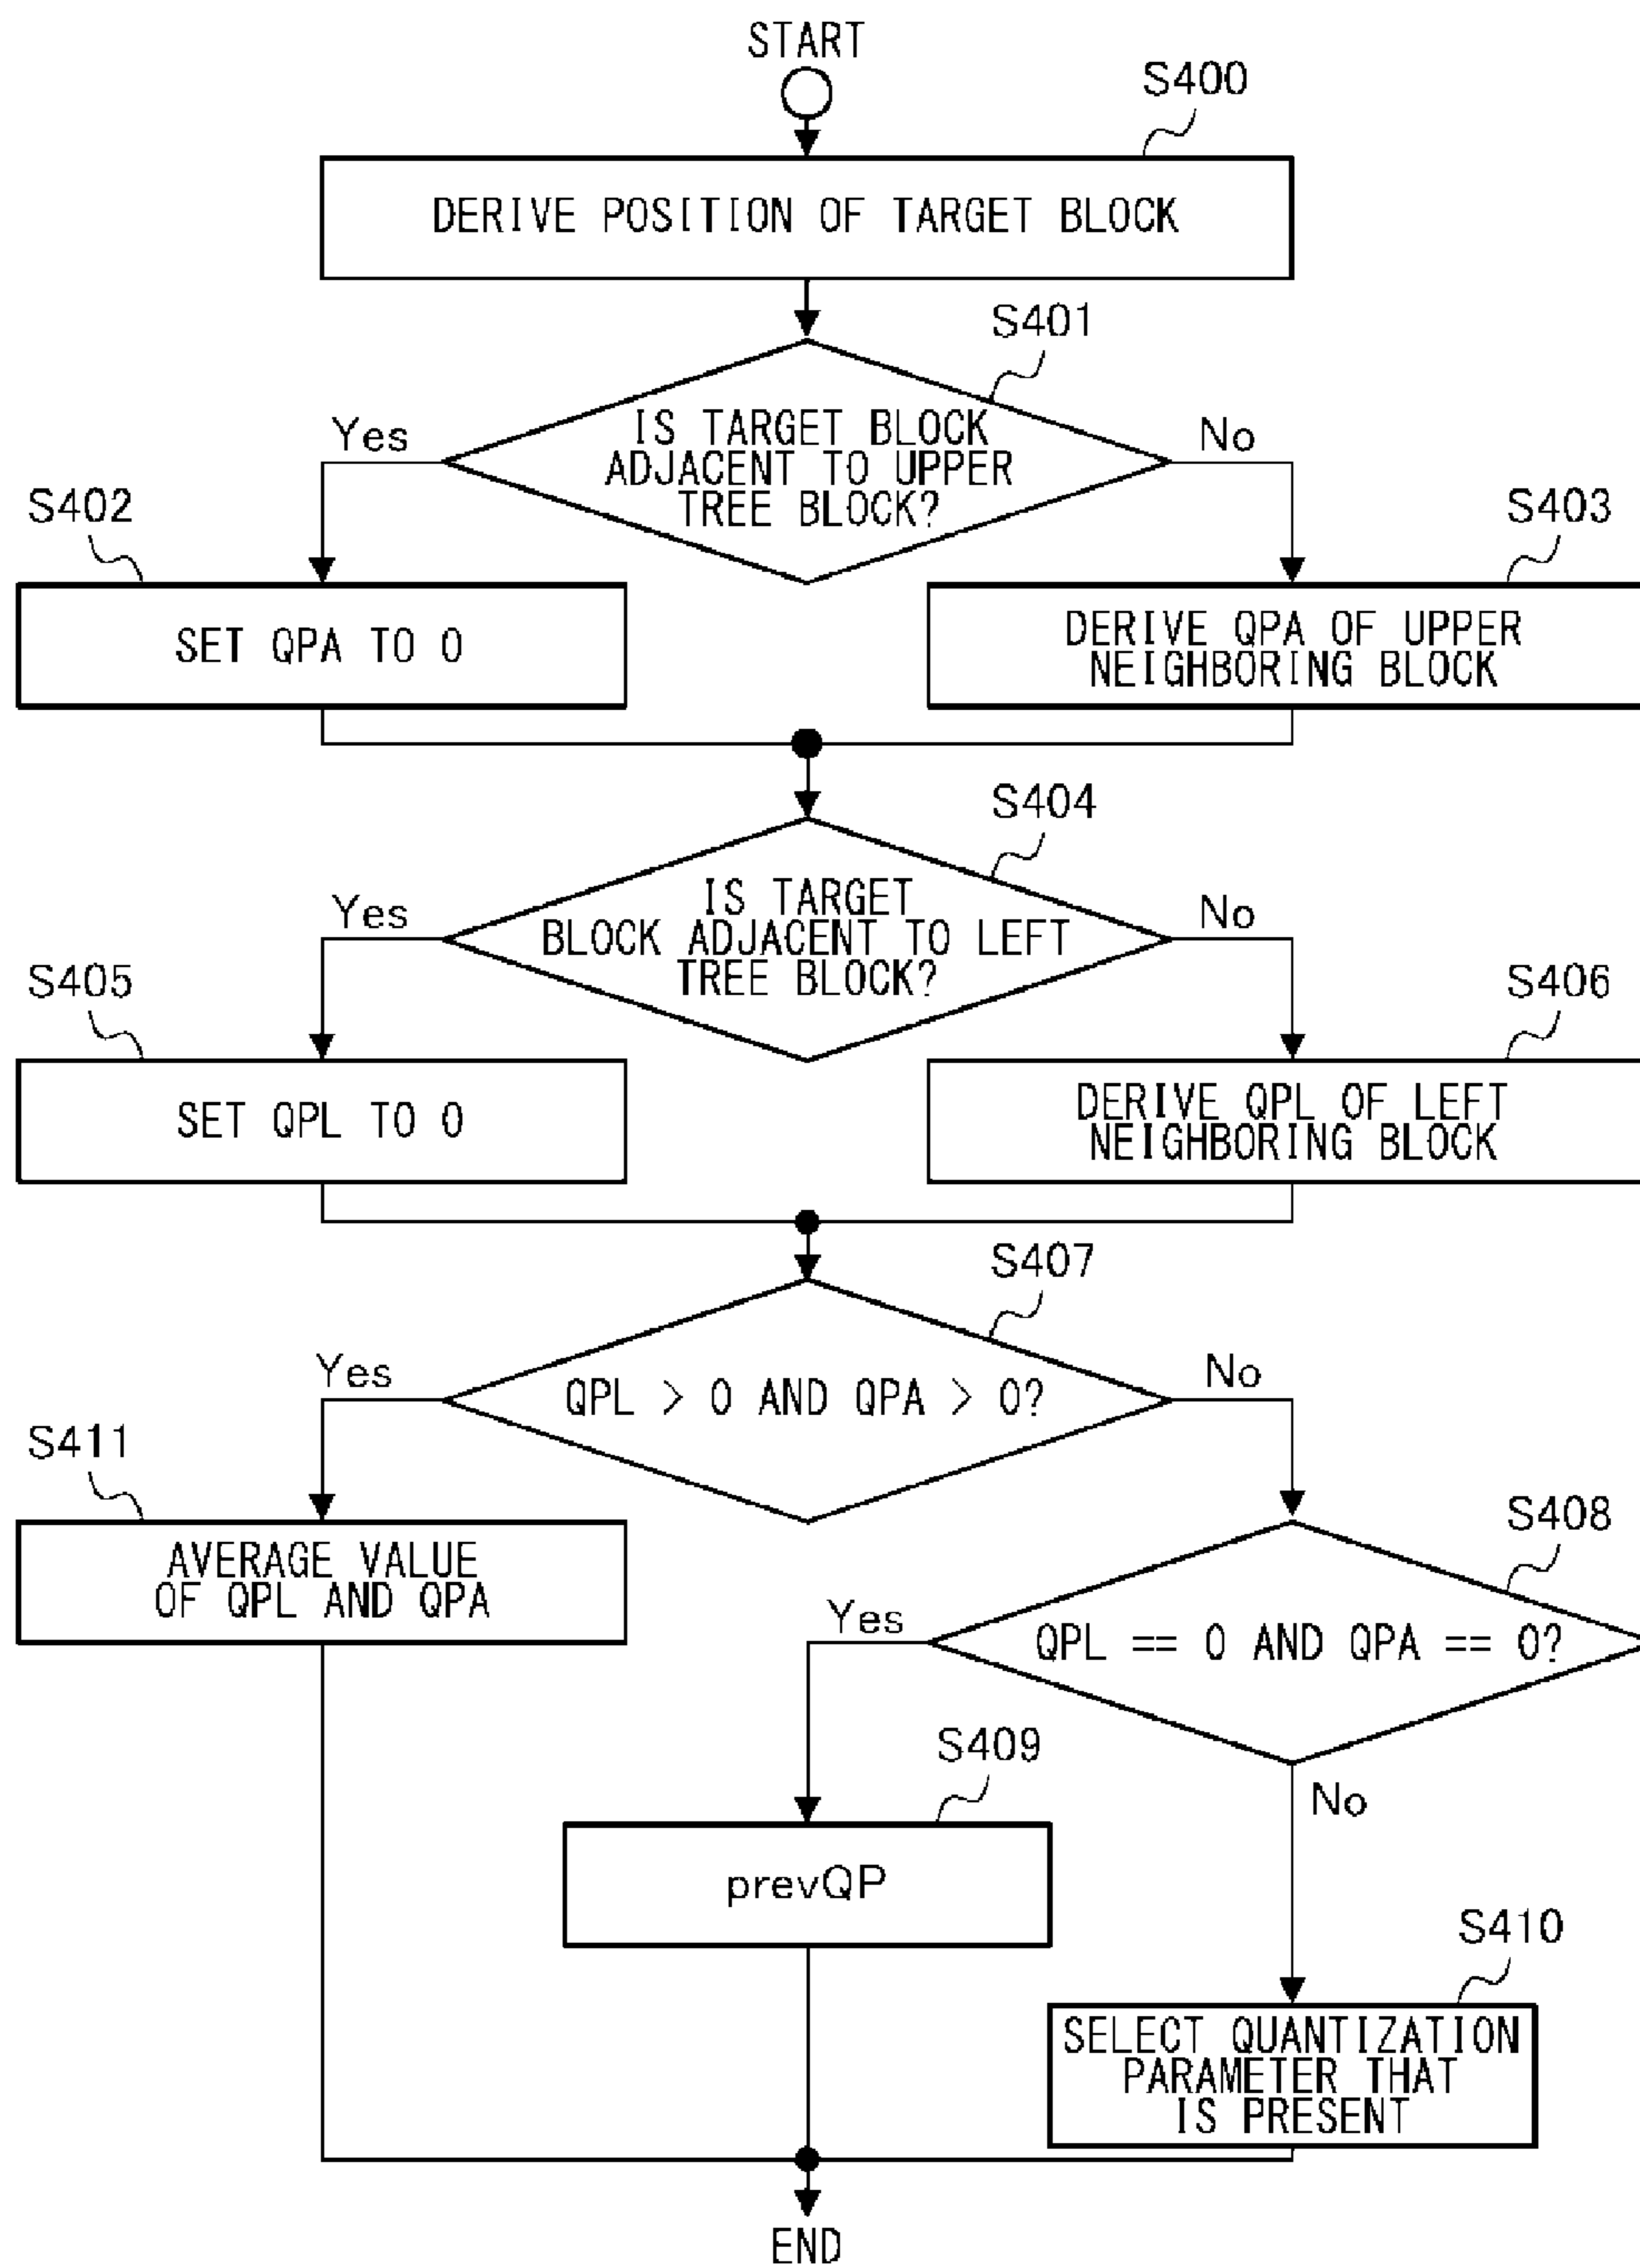 START
S400
DERIVE POSITION OF TARGET BLOCK
S401
IS TARGET BLOCK
ADJACENT TO UPPER
TREE BLOCK?
Yes
No
S402
S403
SET QPA TO 0
DERIVE QPA OF UPPER
NEIGHBORING BLOCK
S404
IS TARGET
BLOCK ADJACENT TO LEFT
TREE BLOCK?
Yes
No
S405
S406
SET QPL TO 0
DERIVE QPL OF LEFT
NEIGHBORING BLOCK
S407
QPL > 0 AND QPA > 0?
Yes
No
S411
S408
AVERAGE VALUE
OF QPL AND QPA
QPL == 0 AND QPA == 0?
Yes
No
S409
prevQP
S410
SELECT QUANTIZATION
PARAMETER THAT
IS PRESENT
END